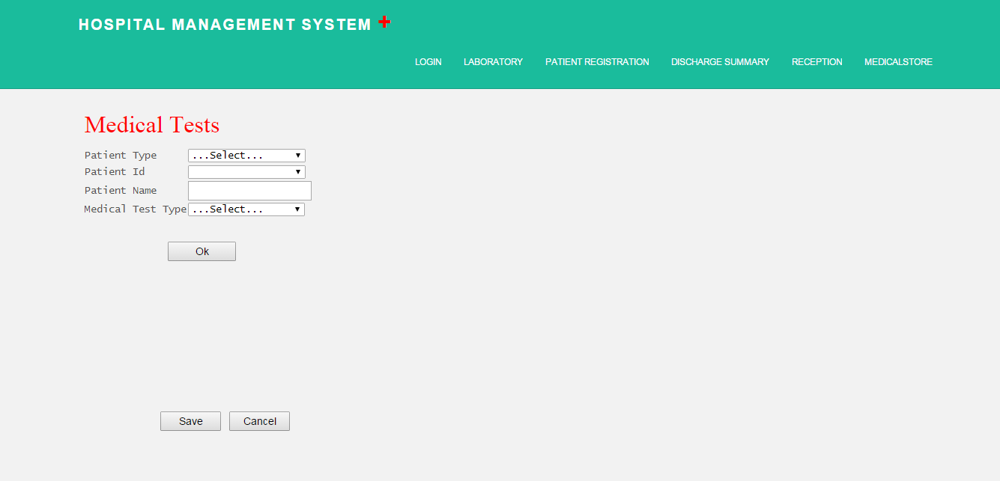 HOSPITAL MANAGEMENT SYSTEM +
LOGIN LABORATORY PATIENT REGISTRATION DISCHARGE SUMMARY RECEPTION MEDICALSTORE
Medical Tests
Patient Type ...Select...
Patient Id
Patient Name
Medical Test Type ...Select...
Ok
Save Cancel